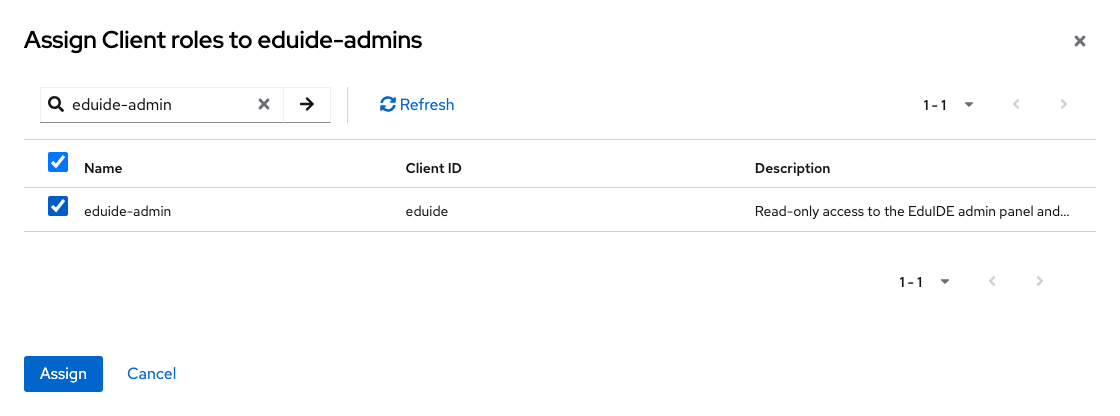 Assign Client roles to eduide-admins
eduide-admin
Refresh
1 - 1
Name Client ID Description
eduide-admin eduide Read-only access to the EduIDE admin panel and...
1 - 1
Assign Cancel